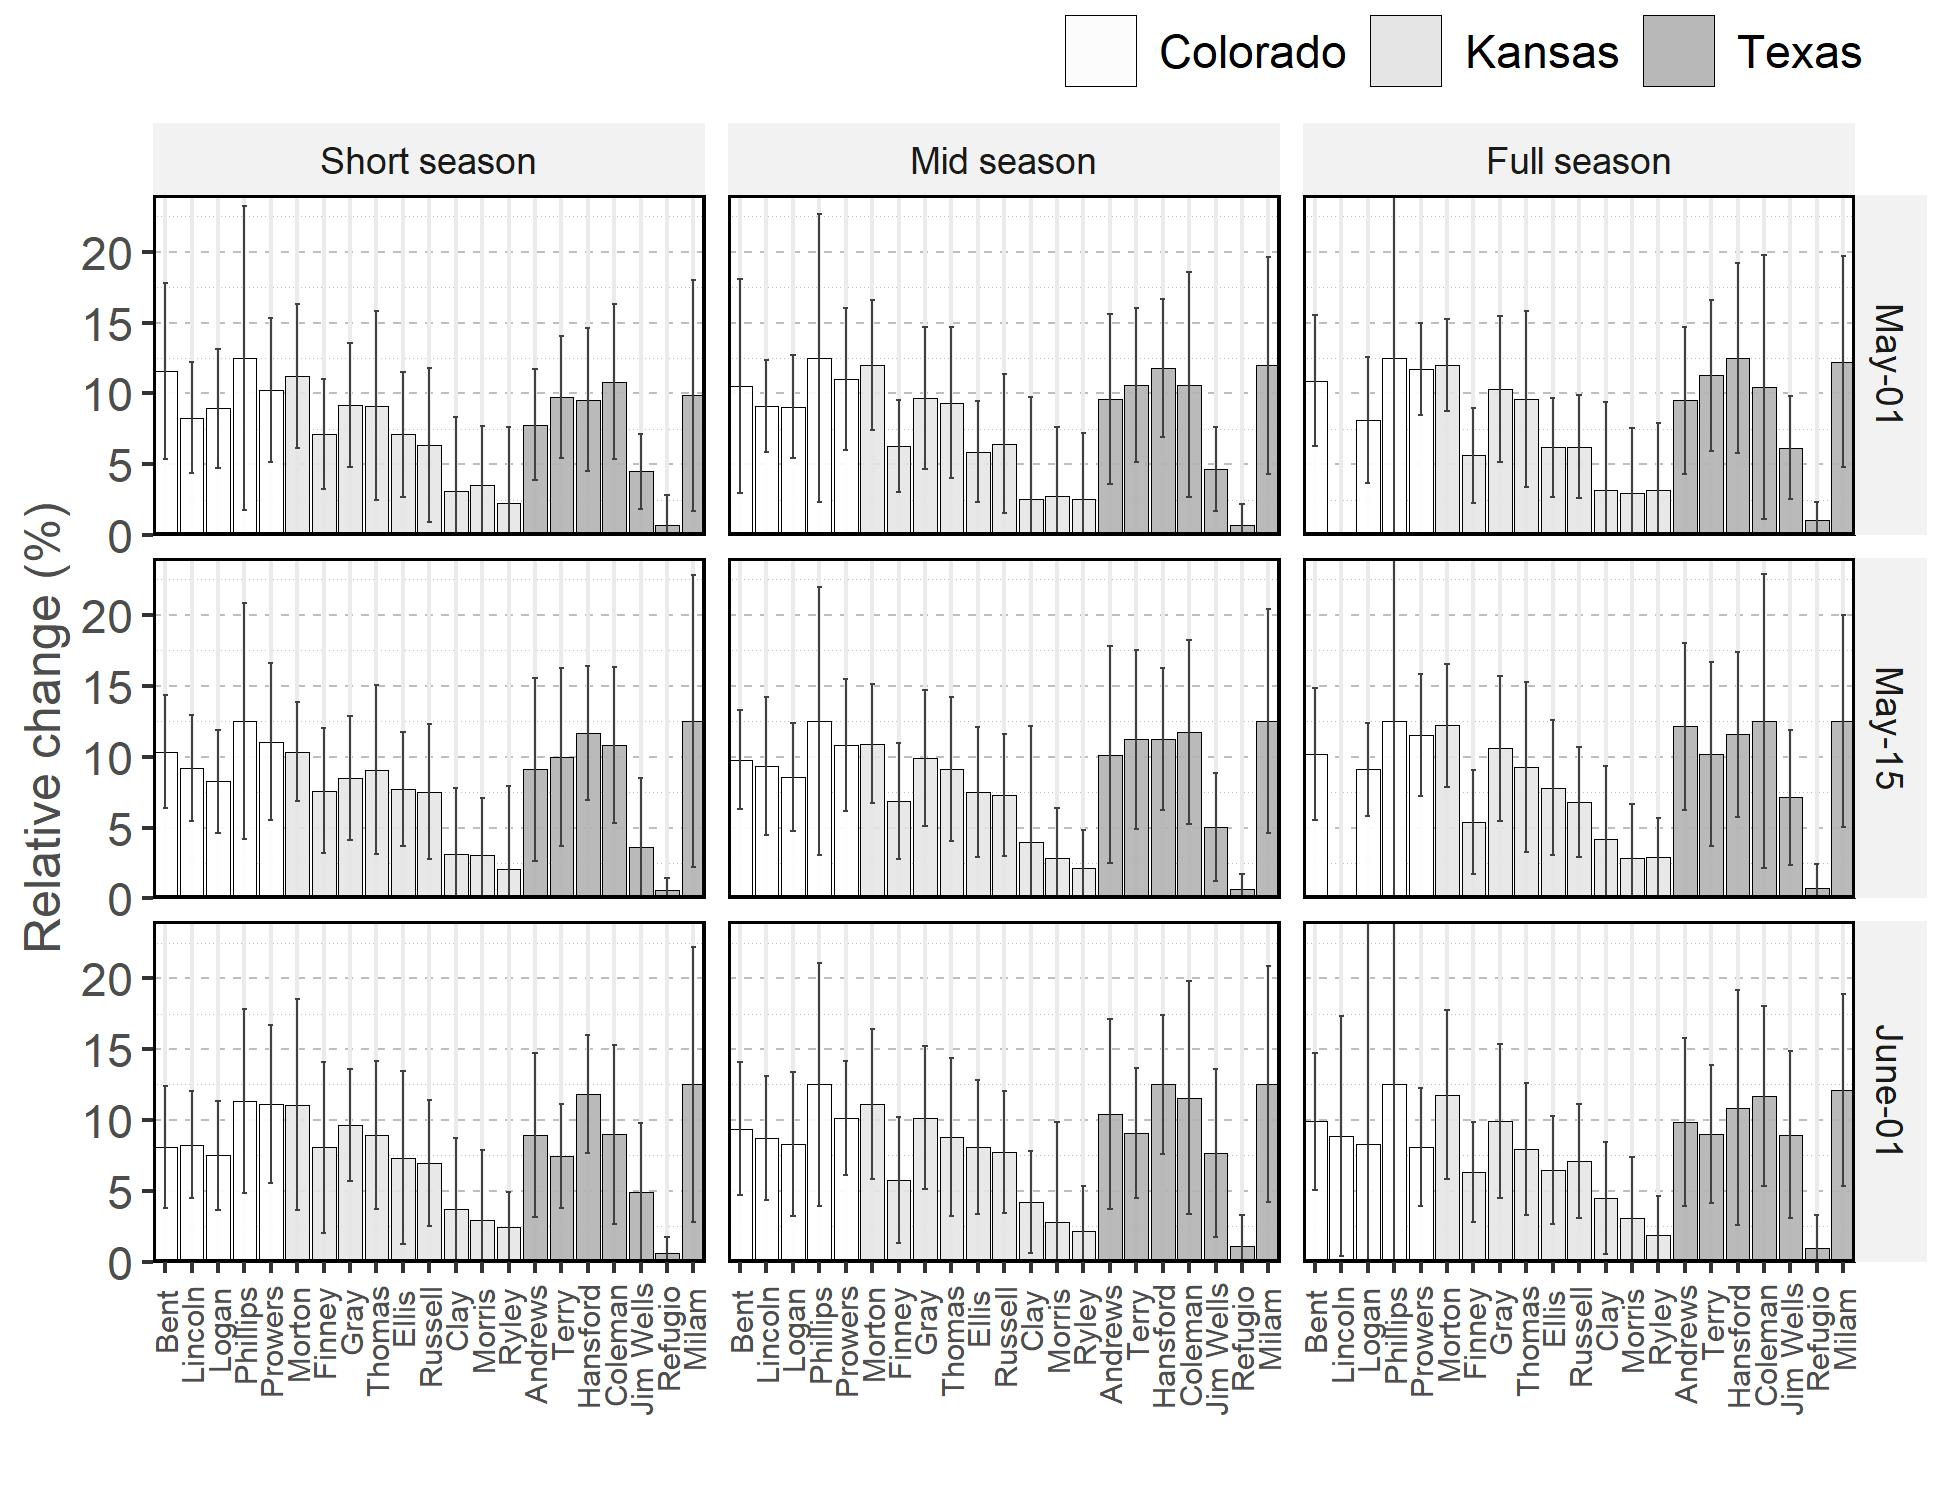 Colorado Kansas Texas
Short season Mid season Full season
Relative change (%)
20
15
10
5
0
May-01
20
15
10
5
0
May-15
20
15
10
5
0
June-01
Bent Lincoln Logan Phillips Prowers Morton Finney Gray Thomas Ellis Russell Clay Morris Ryley Andrews Terry Hansford Coleman Jim Wells Refugio Milam
Bent Lincoln Logan Phillips Prowers Morton Finney Gray Thomas Ellis Russell Clay Morris Ryley Andrews Terry Hansford Coleman Jim Wells Refugio Milam
Bent Lincoln Logan Phillips Prowers Morton Finney Gray Thomas Ellis Russell Clay Morris Ryley Andrews Terry Hansford Coleman Jim Wells Refugio Milam